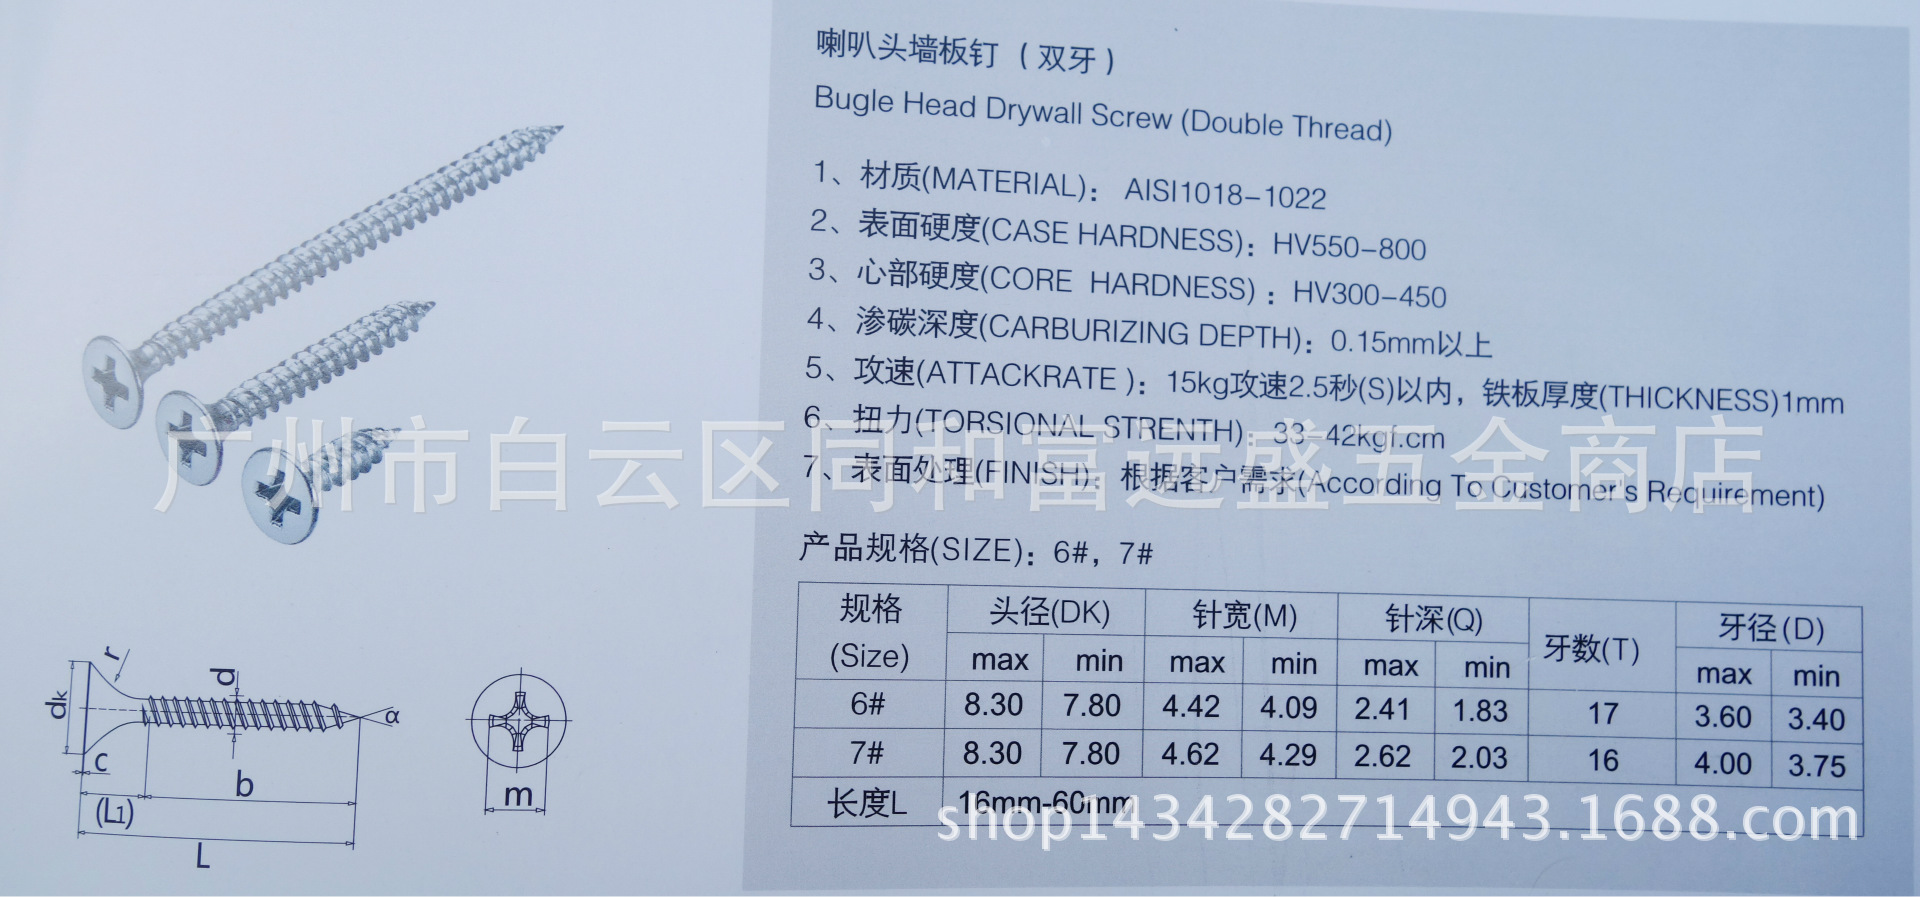 喇叭头墙板钉（双牙）
Bugle Head Drywall Screw (Double Thread)
1、材质(MATERIAL)： AISI1018-1022
2、表面硬度(CASE HARDNESS)：HV550-800
3、心部硬度(CORE HARDNESS)：HV300-450
4、渗碳深度(CARBURIZING DEPTH)：0.15mm以上
5、攻速(ATTACKRATE )：15kg攻速2.5秒(S)以内，铁板厚度(THICKNESS)1mm
6、扭力(TORSIONAL STRENTH)：33-42kgf.cm
7、表面处理(FINISH)：根据客户需求(According To Customer's Requirement)
广州市白云区同和富远盛五金商店
产品规格(SIZE)：6#，7#
规格 (Size) 头径(DK) 针宽(M) 针深(Q) 牙数(T) 牙径(D)
max min max min max min max min
6# 8.30 7.80 4.42 4.09 2.41 1.83 17 3.60 3.40
7# 8.30 7.80 4.62 4.29 2.62 2.03 16 4.00 3.75
长度L 16mm-60mm
shop1434282714943.1688.com
r
d
dk
α
c
b
(L1)
L
m